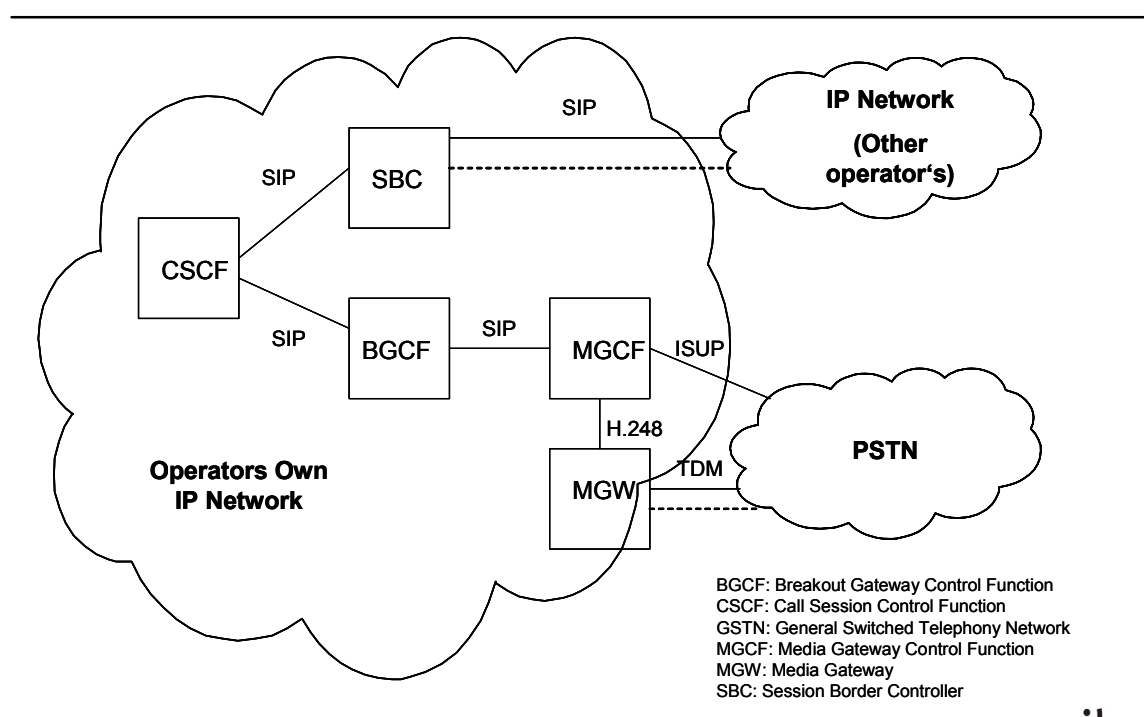 SIP
IP Network
(Other
operator's)
SIP
SBC
CSCF
SIP
BGCF
SIP
MGCF
ISUP
H.248
MGW
TDM
PSTN
Operators Own
IP Network
BGCF: Breakout Gateway Control Function
CSCF: Call Session Control Function
GSTN: General Switched Telephony Network
MGCF: Media Gateway Control Function
MGW: Media Gateway
SBC: Session Border Controller